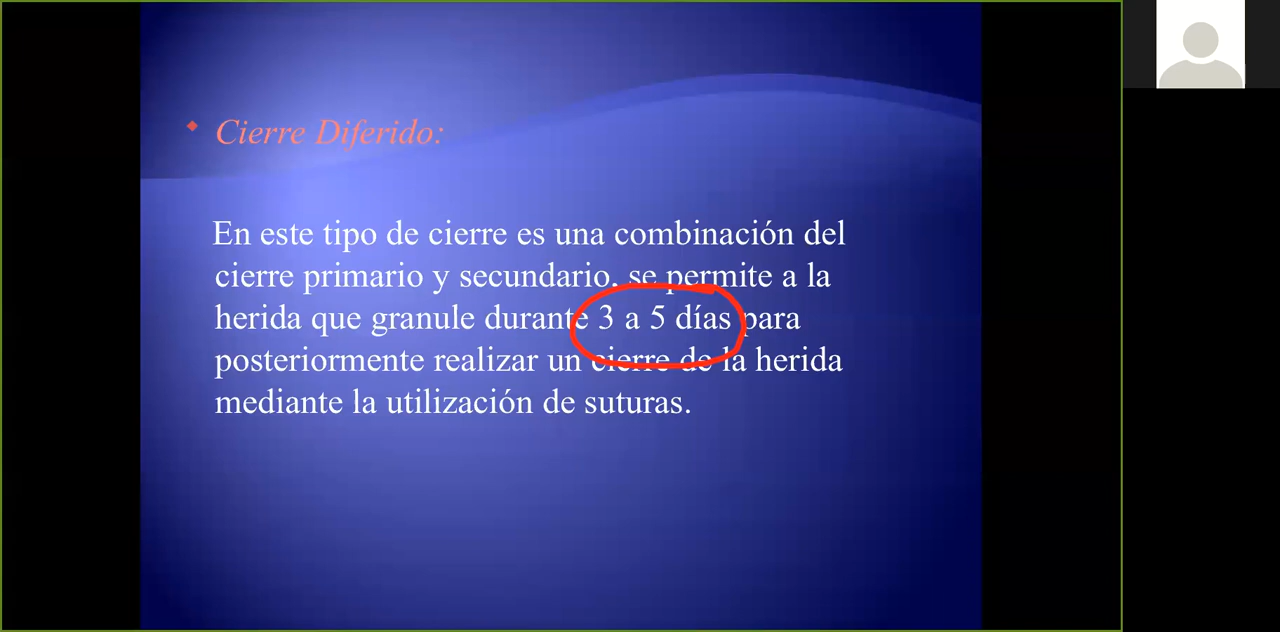 Cierre Diferido:
En este tipo de cierre es una combinación del
cierre primario y secundario, se permite a la
herida que granule durante 3 a 5 días para
posteriormente realizar un cierre de la herida
mediante la utilización de suturas.